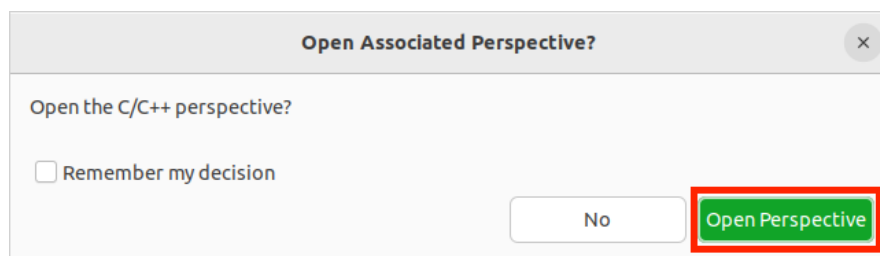 Open Associated Perspective?
Open the C/C++ perspective?
Remember my decision
No
Open Perspective